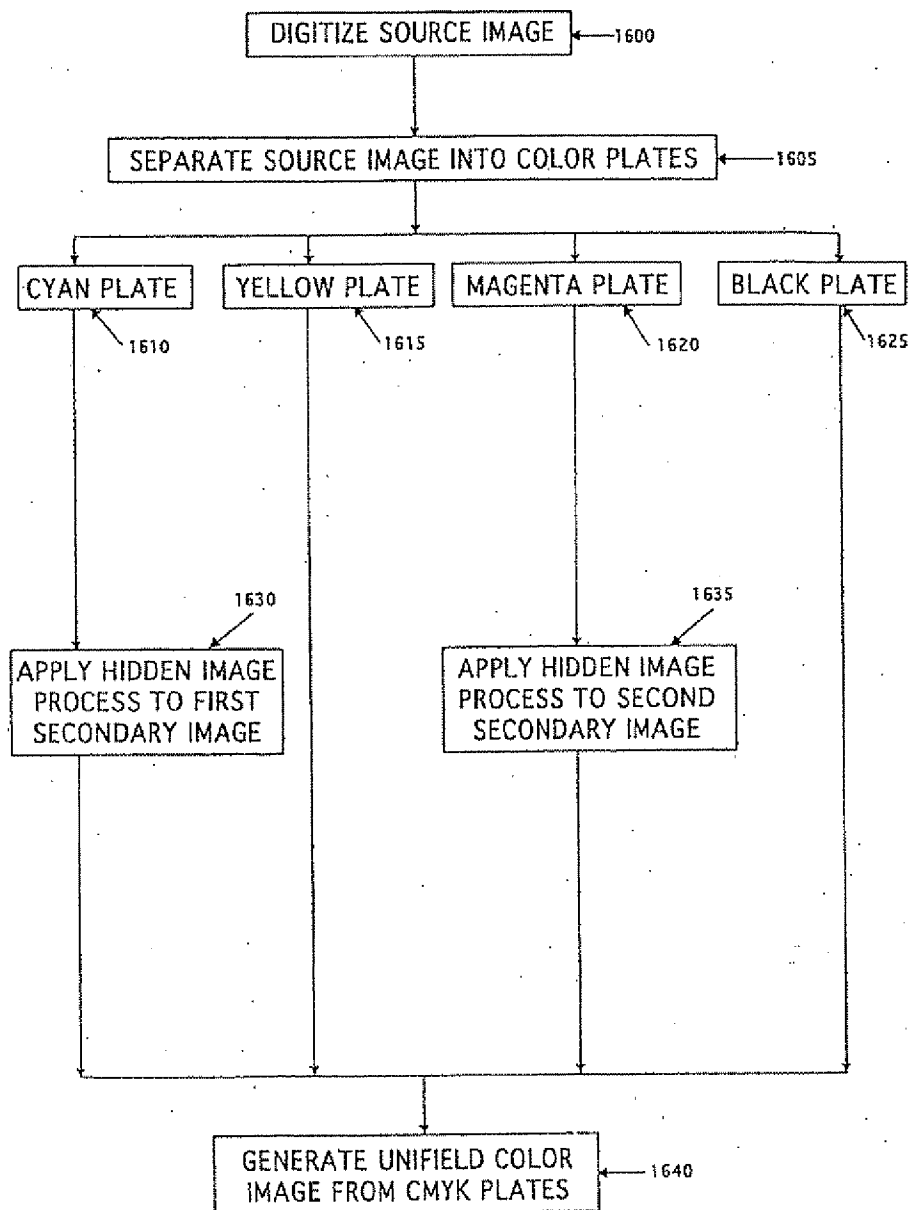 DIGITIZE SOURCE IMAGE
1600
SEPARATE SOURCE IMAGE INTO COLOR PLATES
1605
CYAN PLATE
YELLOW PLATE
MAGENTA PLATE
BLACK PLATE
1610
1615
1620
1625
1630
1635
APPLY HIDDEN IMAGE
PROCESS TO FIRST
SECONDARY IMAGE
APPLY HIDDEN IMAGE
PROCESS TO SECOND
SECONDARY IMAGE
GENERATE UNIFIELD COLOR
IMAGE FROM CMYK PLATES
1640